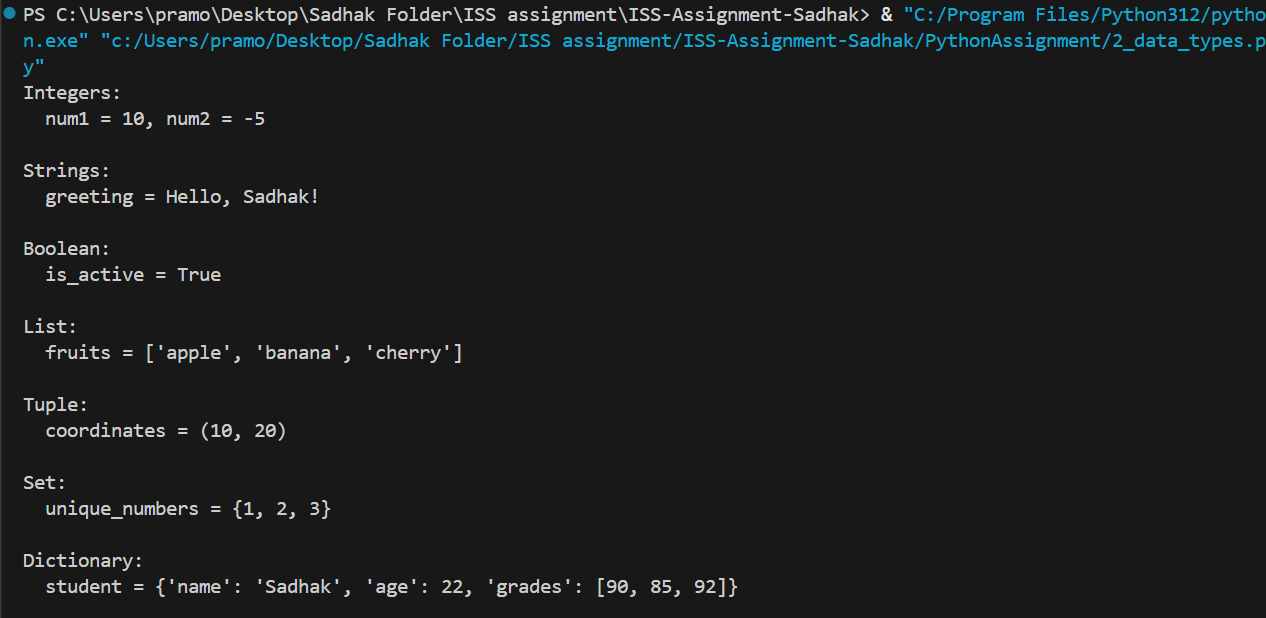 PS C:\Users\pramo\Desktop\Sadhak Folder\ISS assignment\ISS-Assignment-Sadhak> & "C:/Program Files/Python312/pytho
n.exe" "c:/Users/pramo/Desktop/Sadhak Folder/ISS assignment/ISS-Assignment-Sadhak/PythonAssignment/2_data_types.p
y"
Integers:
  num1 = 10, num2 = -5

Strings:
  greeting = Hello, Sadhak!

Boolean:
  is_active = True

List:
  fruits = ['apple', 'banana', 'cherry']

Tuple:
  coordinates = (10, 20)

Set:
  unique_numbers = {1, 2, 3}

Dictionary:
  student = {'name': 'Sadhak', 'age': 22, 'grades': [90, 85, 92]}